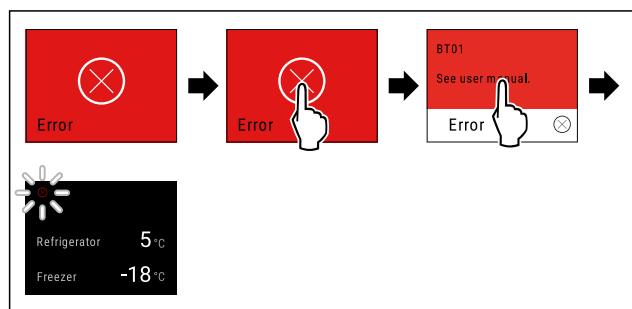 Error
Error
BT01
See user manual.
Error
Refrigerator 5 °C
Freezer -18 °C